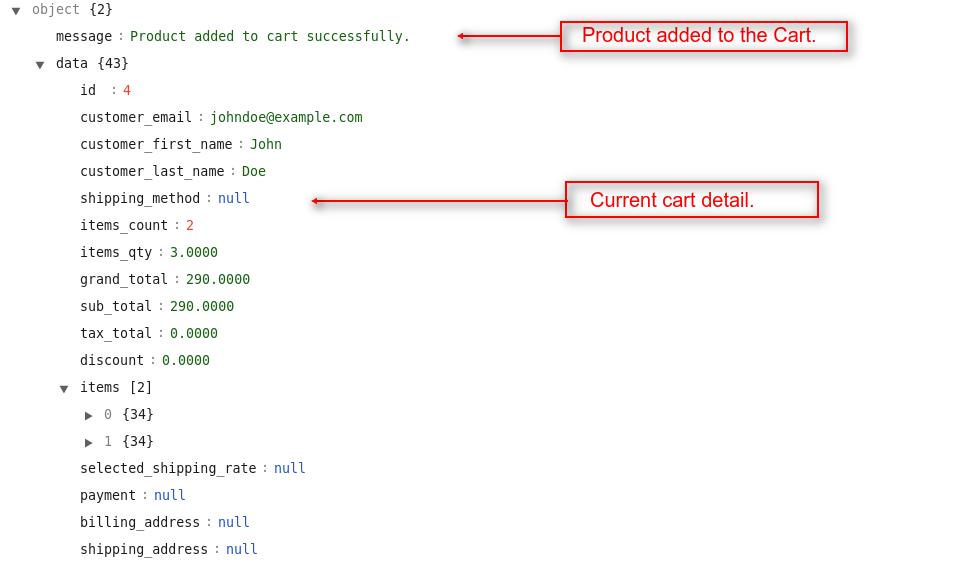 ▼ object {2}
message : Product added to cart successfully.
Product added to the Cart.
▼ data {43}
id : 4
customer_email : johndoe@example.com
customer_first_name : John
customer_last_name : Doe
shipping_method : null
Current cart detail.
items_count : 2
items_qty : 3.0000
grand_total : 290.0000
sub_total : 290.0000
tax_total : 0.0000
discount : 0.0000
▼ items [2]
▶ 0 {34}
▶ 1 {34}
selected_shipping_rate : null
payment : null
billing_address : null
shipping_address : null